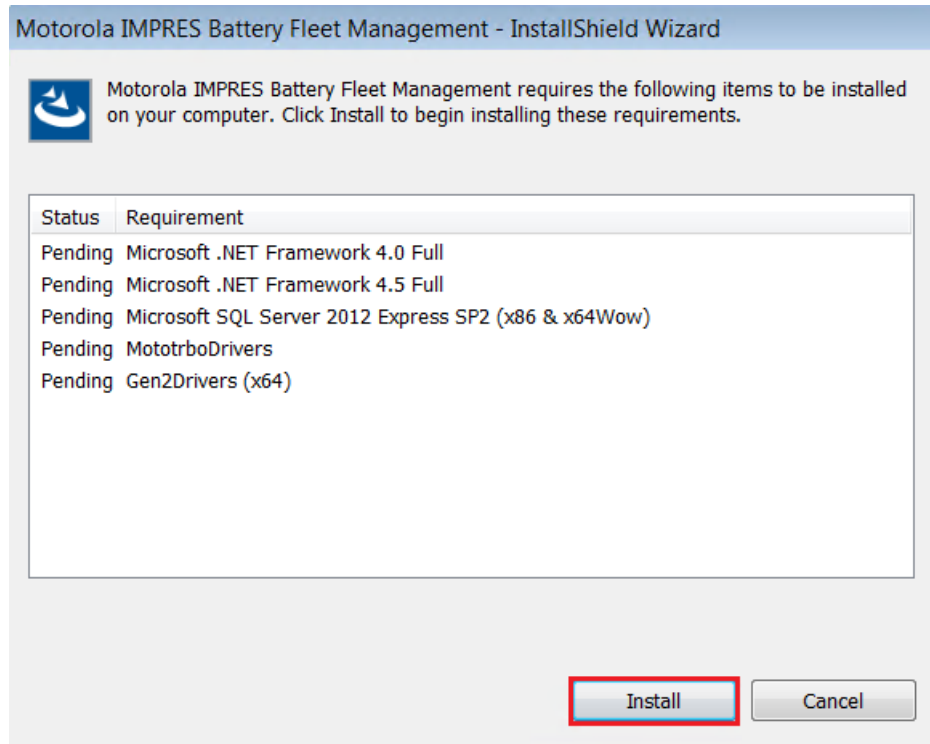 Motorola IMPRES Battery Fleet Management - InstallShield Wizard
Motorola IMPRES Battery Fleet Management requires the following items to be installed
on your computer. Click Install to begin installing these requirements.
Status Requirement
Pending Microsoft .NET Framework 4.0 Full
Pending Microsoft .NET Framework 4.5 Full
Pending Microsoft SQL Server 2012 Express SP2 (x86 & x64Wow)
Pending MototrboDrivers
Pending Gen2Drivers (x64)
Install Cancel